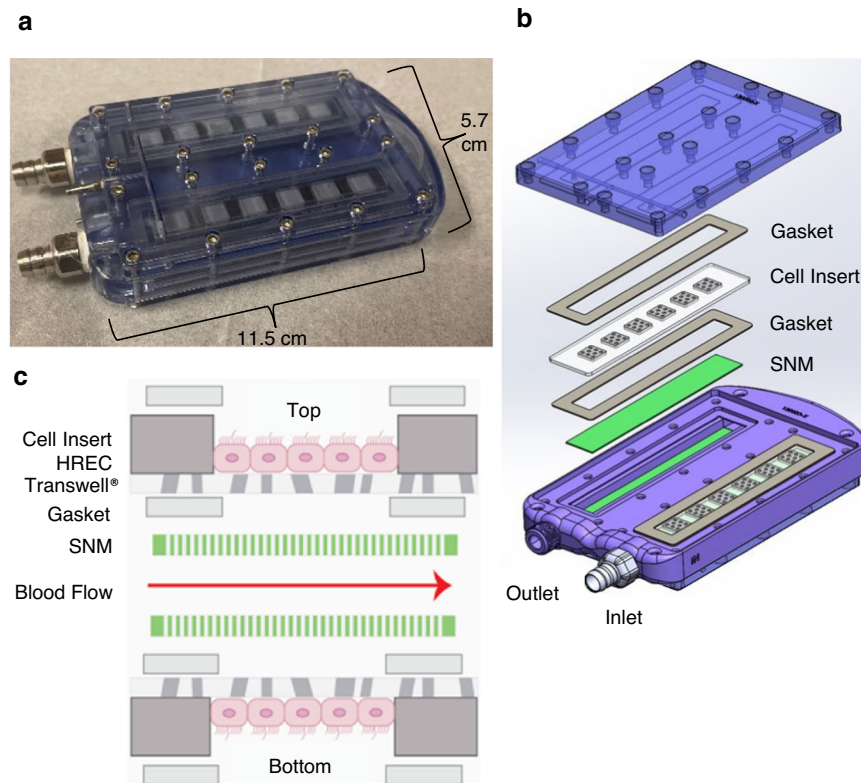 a
5.7
cm
11.5 cm
b
Gasket
Cell Insert
Gasket
SNM
Outlet
Inlet
c
Top
Cell Insert
HREC
Transwell®
Gasket
SNM
Blood Flow
Bottom